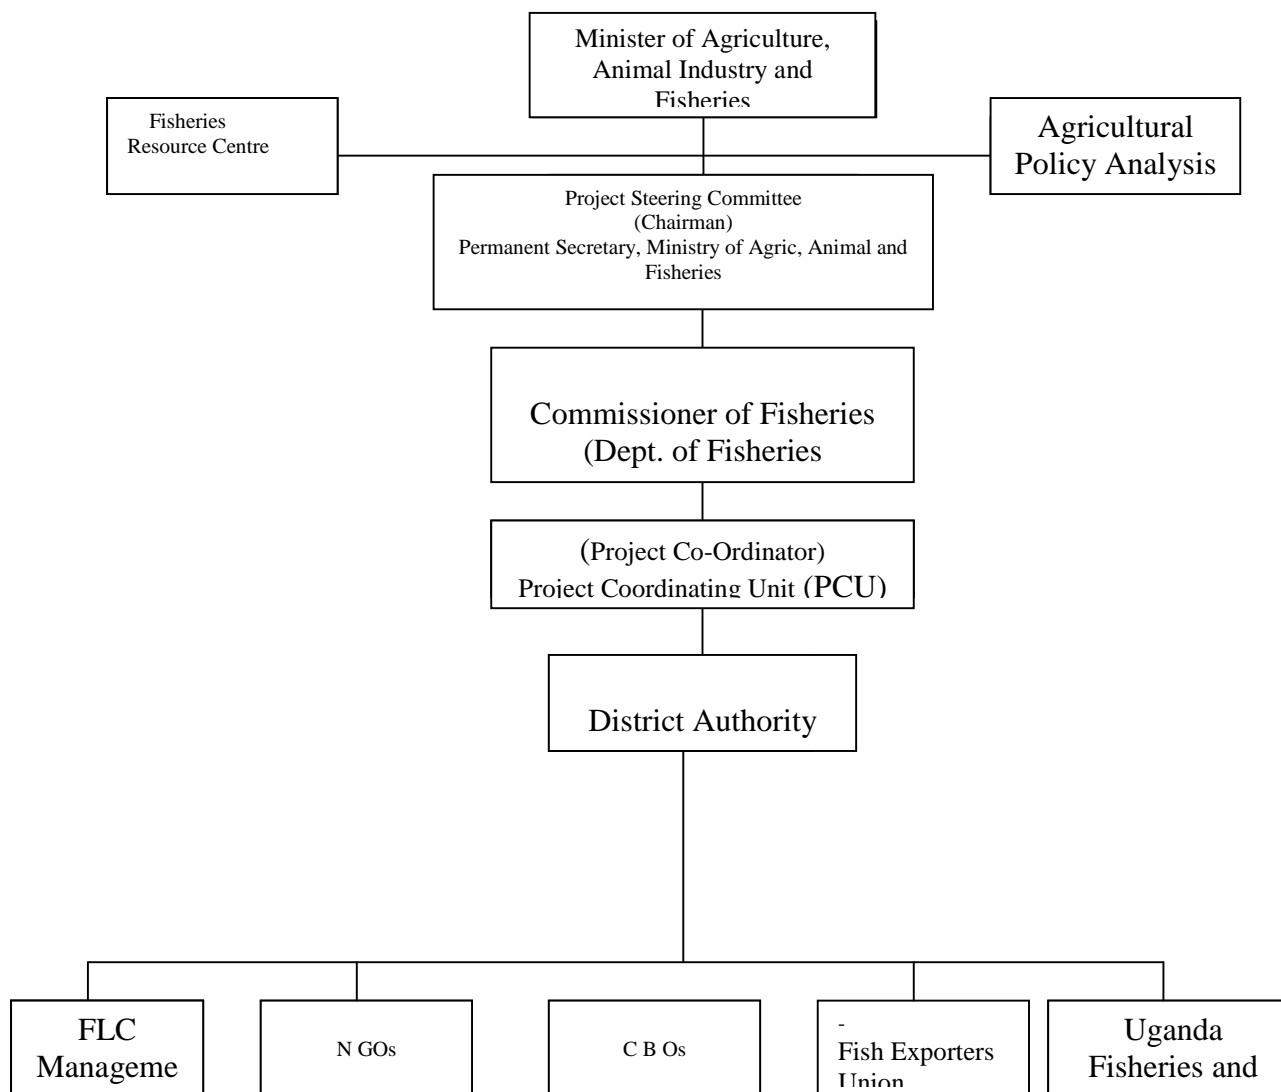 Minister of Agriculture,
Animal Industry and
Fisheries
Fisheries
Resource Centre
Agricultural
Policy Analysis
Project Steering Committee
(Chairman)
Permanent Secretary, Ministry of Agric, Animal and
Fisheries
Commissioner of Fisheries
(Dept. of Fisheries
(Project Co-Ordinator)
Project Coordinating Unit (PCU)
District Authority
FLC
Manageme
N GOs
C B Os
-
Fish Exporters
Union
Uganda
Fisheries and